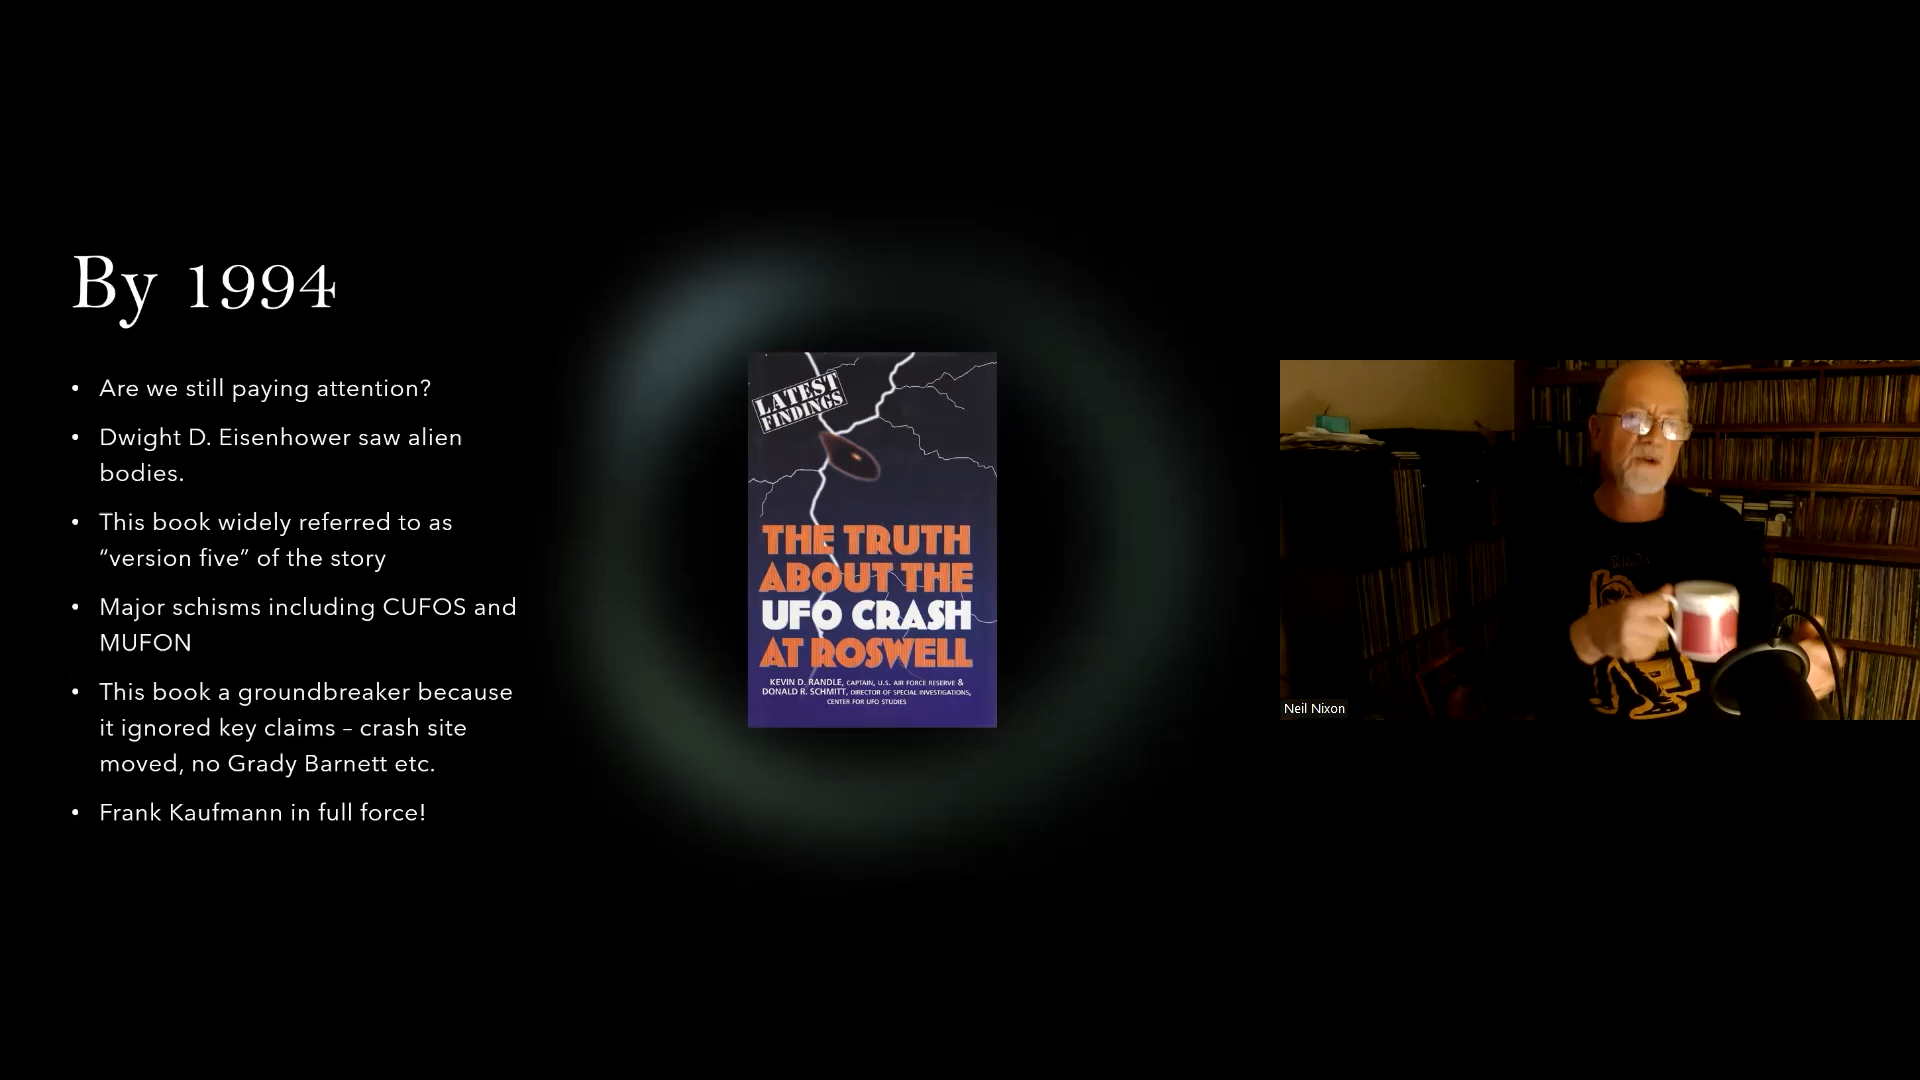 By 1994
• Are we still paying attention?
• Dwight D. Eisenhower saw alien
bodies.
• This book widely referred to as
“version five” of the story
• Major schisms including CUFOS and
MUFON
• This book a groundbreaker because
it ignored key claims – crash site
moved, no Grady Barnett etc.
• Frank Kaufmann in full force!
LATEST
FINDINGS
THE TRUTH
ABOUT THE
UFO CRASH
AT ROSWELL
KEVIN D. RANDLE, CAPTAIN, U.S. AIR FORCE RESERVE &
DONALD R. SCHMITT, DIRECTOR OF SPECIAL INVESTIGATIONS,
CENTER FOR UFO STUDIES
Neil Nixon